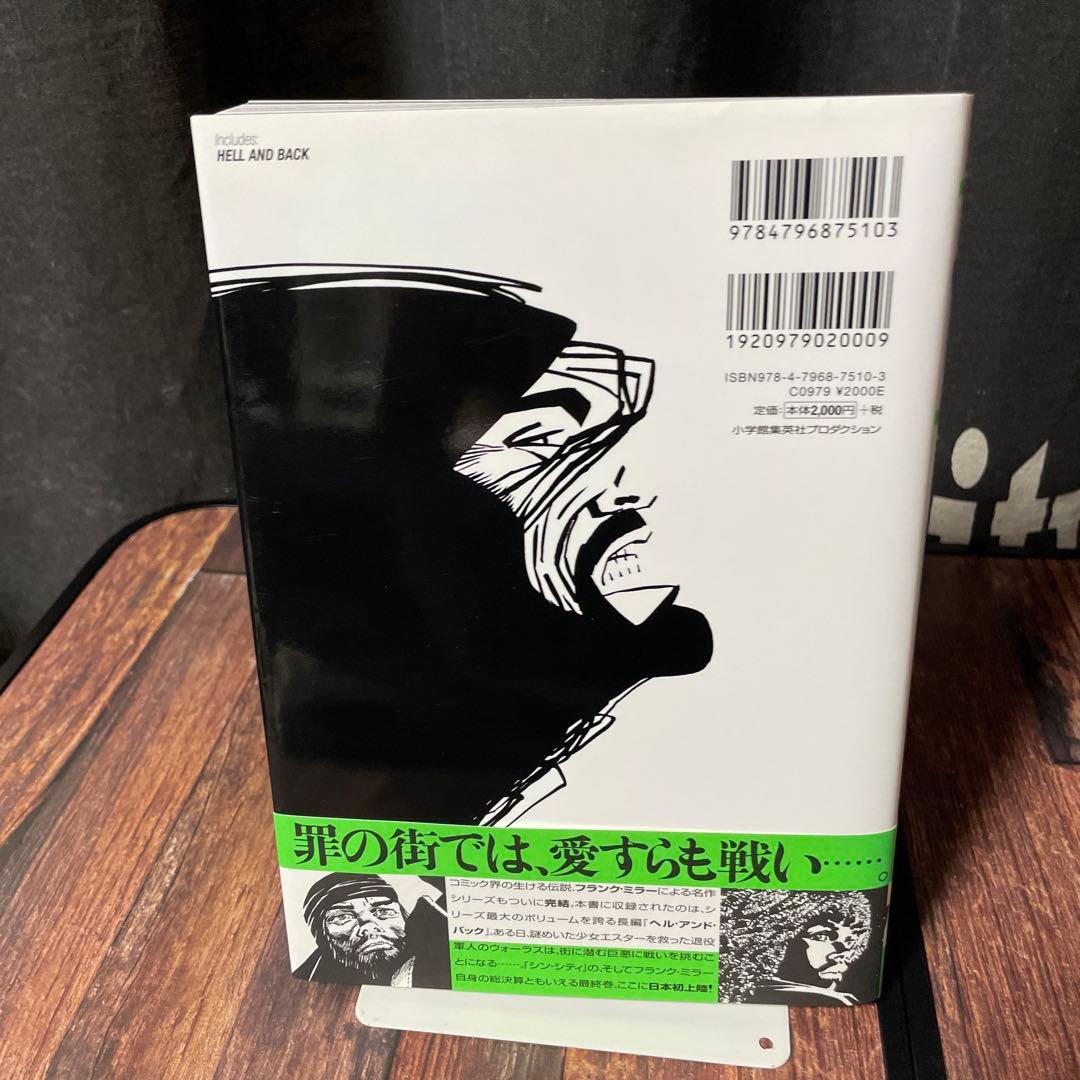 Includes:
HELL AND BACK
9784796875103
1920979020009
ISBN978-4-7968-7510-3
C0979 ¥2000E
定価:本体2,000円+税
小学館集英社プロダクション
罪の街では、愛すらも戦い……。
コミック界の生ける伝説、フランク・ミラーによる名作
シリーズもついに完結。本書に収録されたのは、シ
リーズ最大のボリュームを誇る長編『ヘル・アンド・
バック』。ある日、謎めいた少女エスターを救った退役
軍人のウォーラスは、街に潜む巨悪に戦いを挑むこ
とになる……。『シン・シティ』の、そしてフランク・ミラー
自身の総決算ともいえる最終巻、ここに日本初上陸!